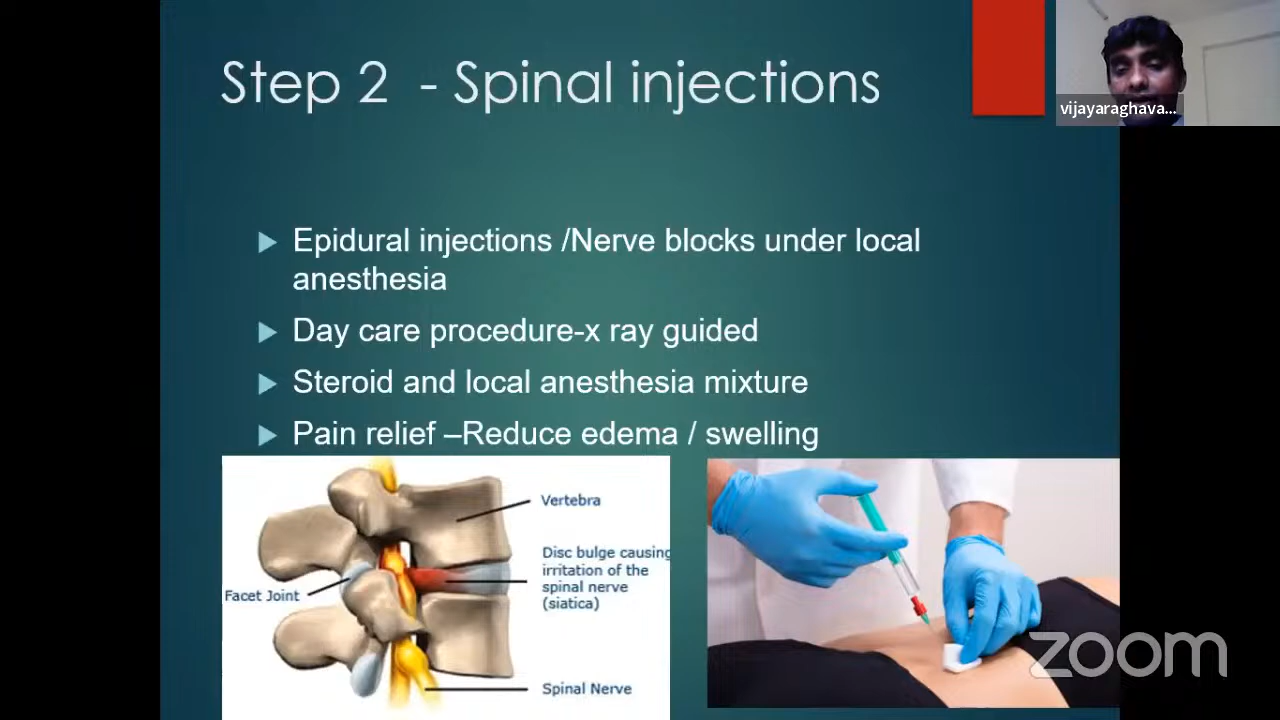 Step 2 - Spinal injections
vijayaraghava...
Epidural injections /Nerve blocks under local
anesthesia
Day care procedure-x ray guided
Steroid and local anesthesia mixture
Pain relief –Reduce edema / swelling
Vertebra
Disc bulge causing
irritation of the
spinal nerve
(siatica)
Facet Joint
Spinal Nerve
zoom